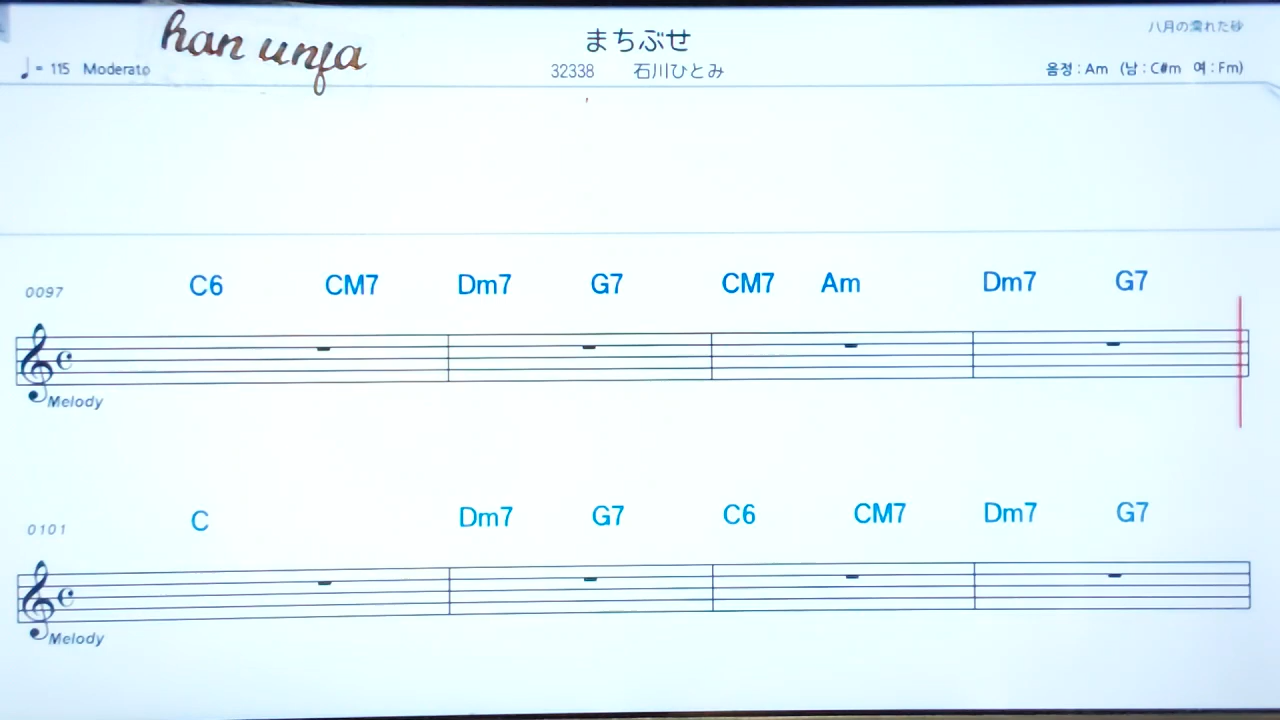 han unja
まちぶせ
八月の濡れた砂
♩= 115 Moderato
32338 石川ひとみ
음정 : Am (남 : C#m 여 : Fm)
0097 C6 CM7 Dm7 G7 CM7 Am Dm7 G7
Melody
0101 C Dm7 G7 C6 CM7 Dm7 G7
Melody